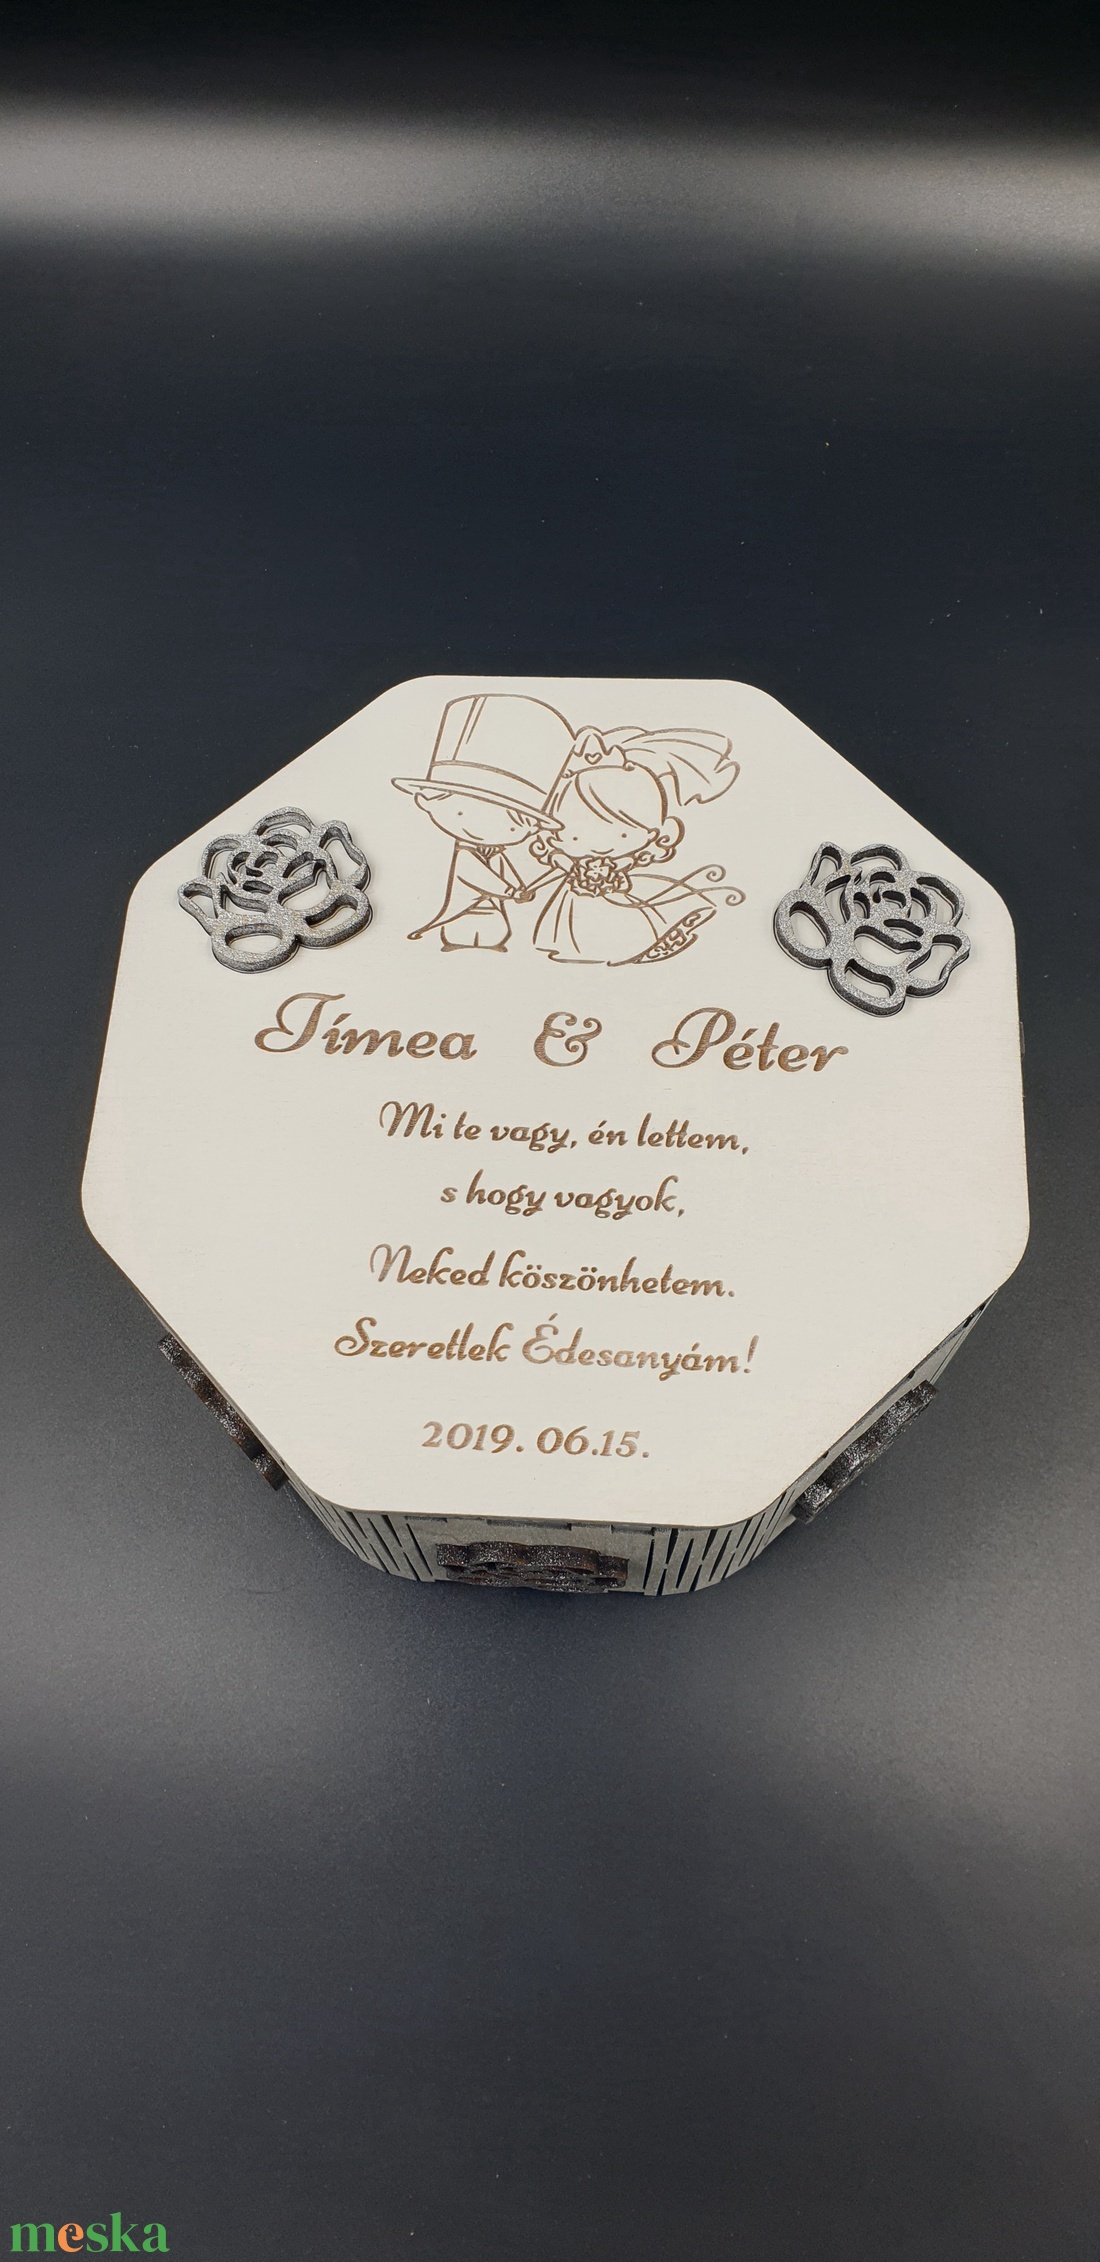 Tímea & Péter
Mi te vagy, én lettem,
s hogy vagyok,
Neked köszönhetem.
Szeretlek Édesanyám!
2019. 06.15.
meska